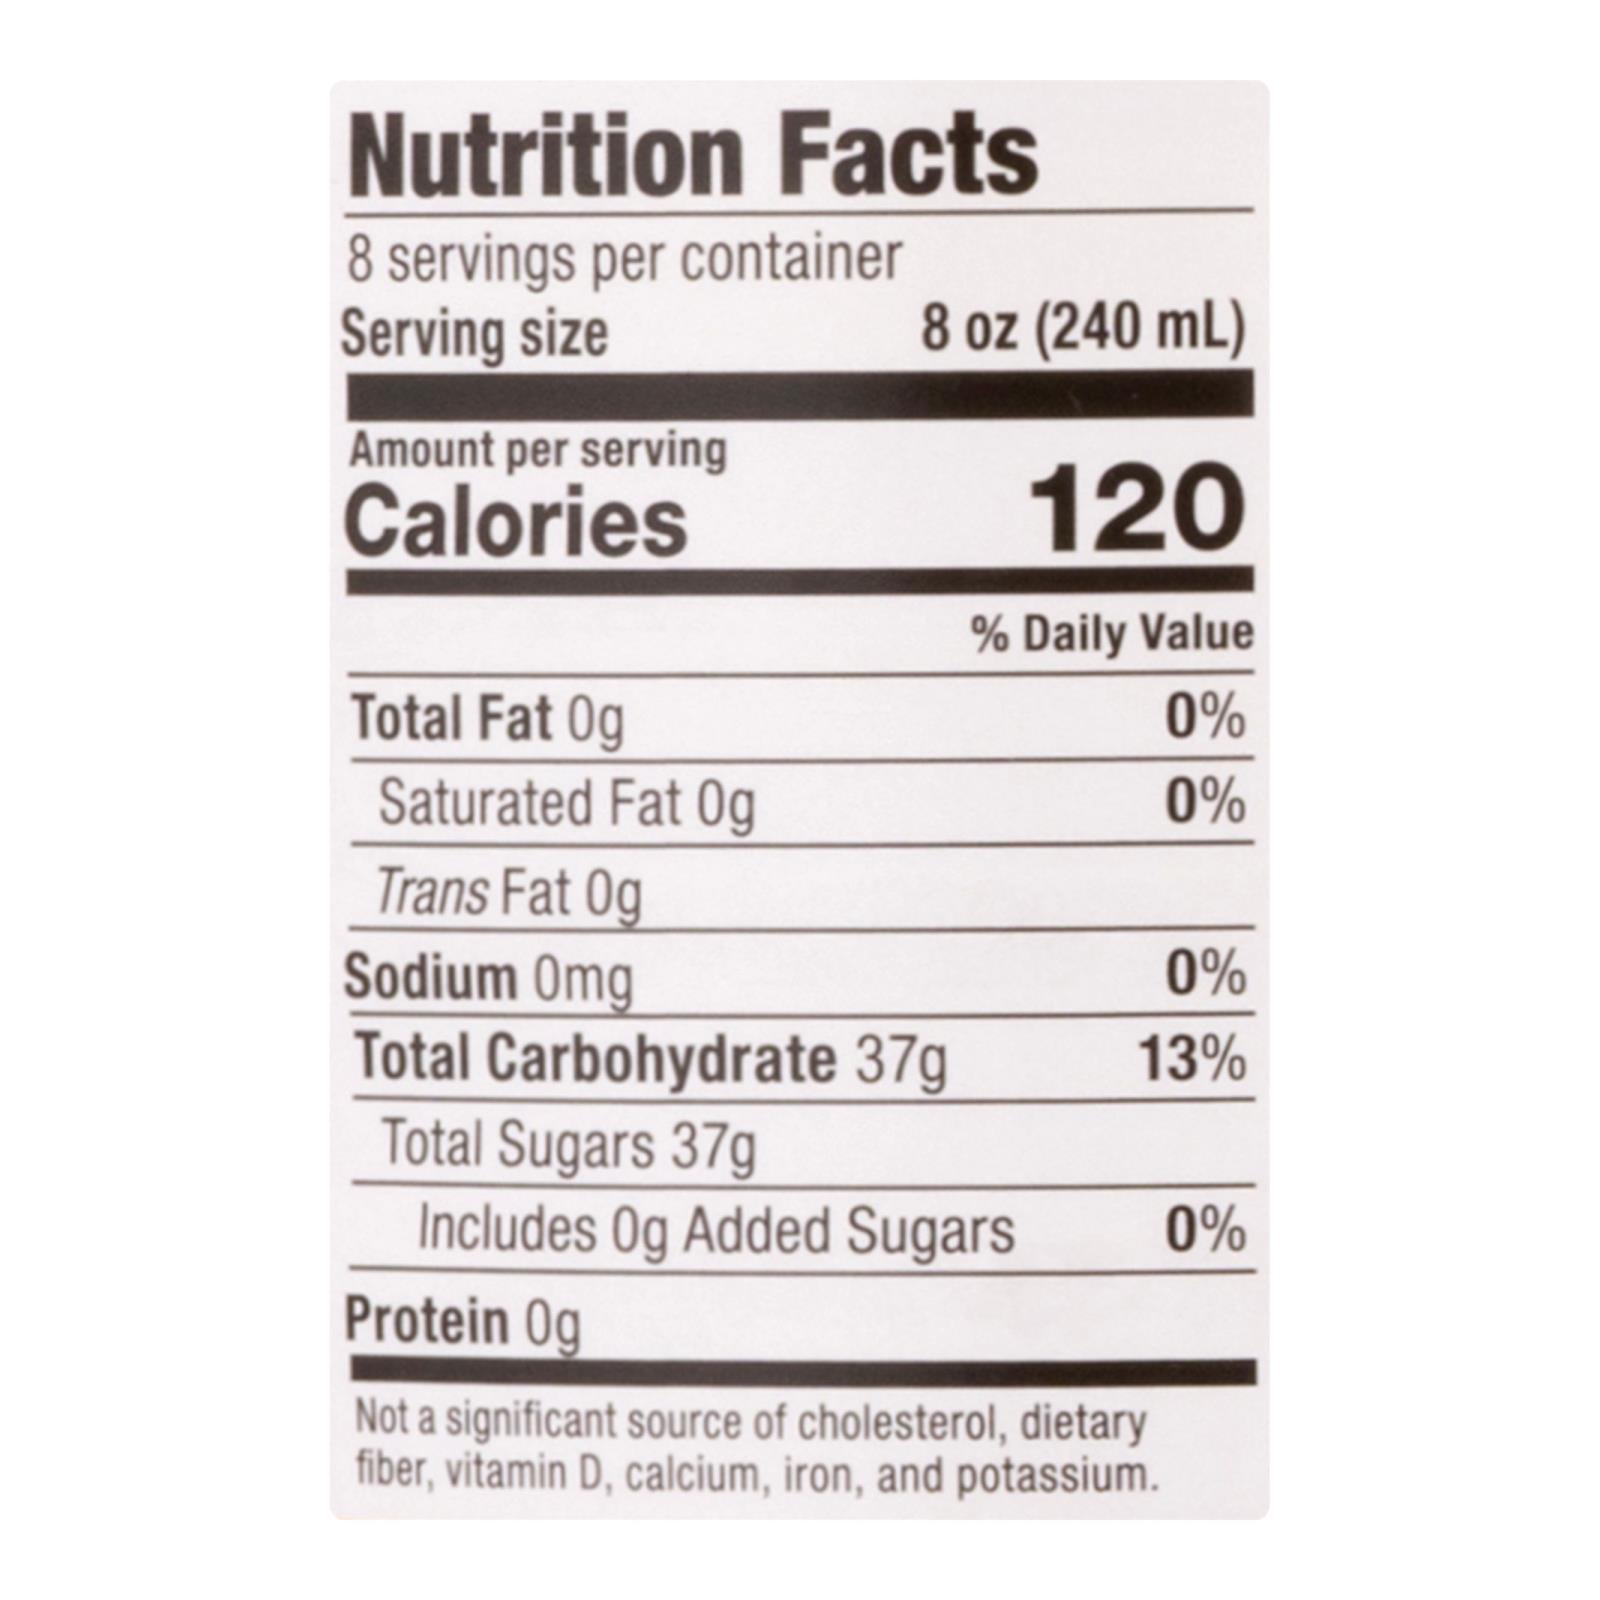 Nutrition Facts
8 servings per container
Serving size 8 oz (240 mL)
Amount per serving
Calories 120
% Daily Value
Total Fat 0g 0%
Saturated Fat 0g 0%
Trans Fat 0g
Sodium 0mg 0%
Total Carbohydrate 37g 13%
Total Sugars 37g
Includes 0g Added Sugars 0%
Protein 0g
Not a significant source of cholesterol, dietary
fiber, vitamin D, calcium, iron, and potassium.